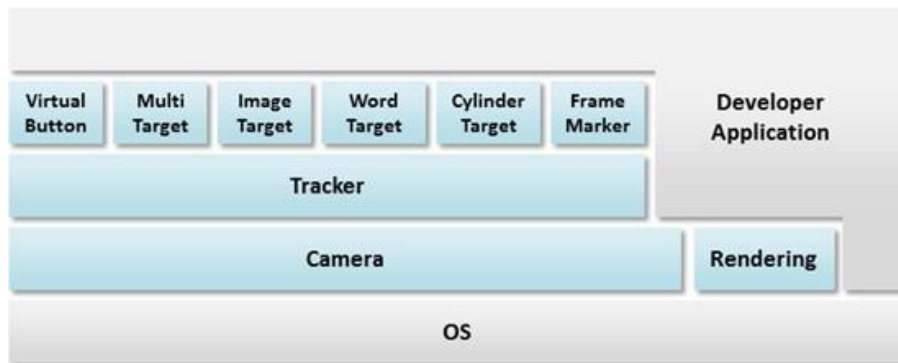 Virtual
Button
Multi
Target
Image
Target
Word
Target
Cylinder
Target
Frame
Marker
Developer
Application
Tracker
Camera
Rendering
OS